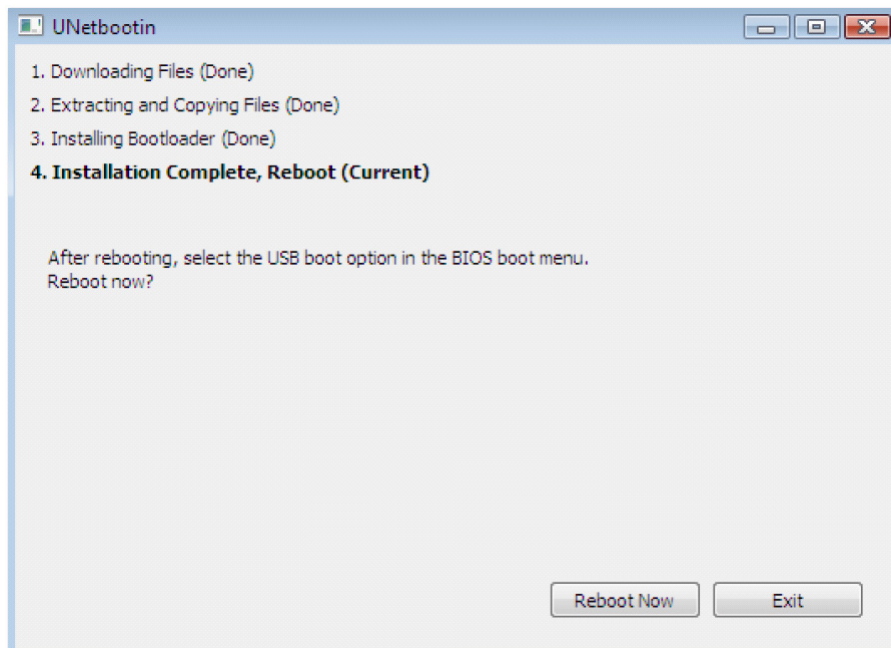 UNetbootin
1. Downloading Files (Done)
2. Extracting and Copying Files (Done)
3. Installing Bootloader (Done)
4. Installation Complete, Reboot (Current)
After rebooting, select the USB boot option in the BIOS boot menu.
Reboot now?
Reboot Now
Exit